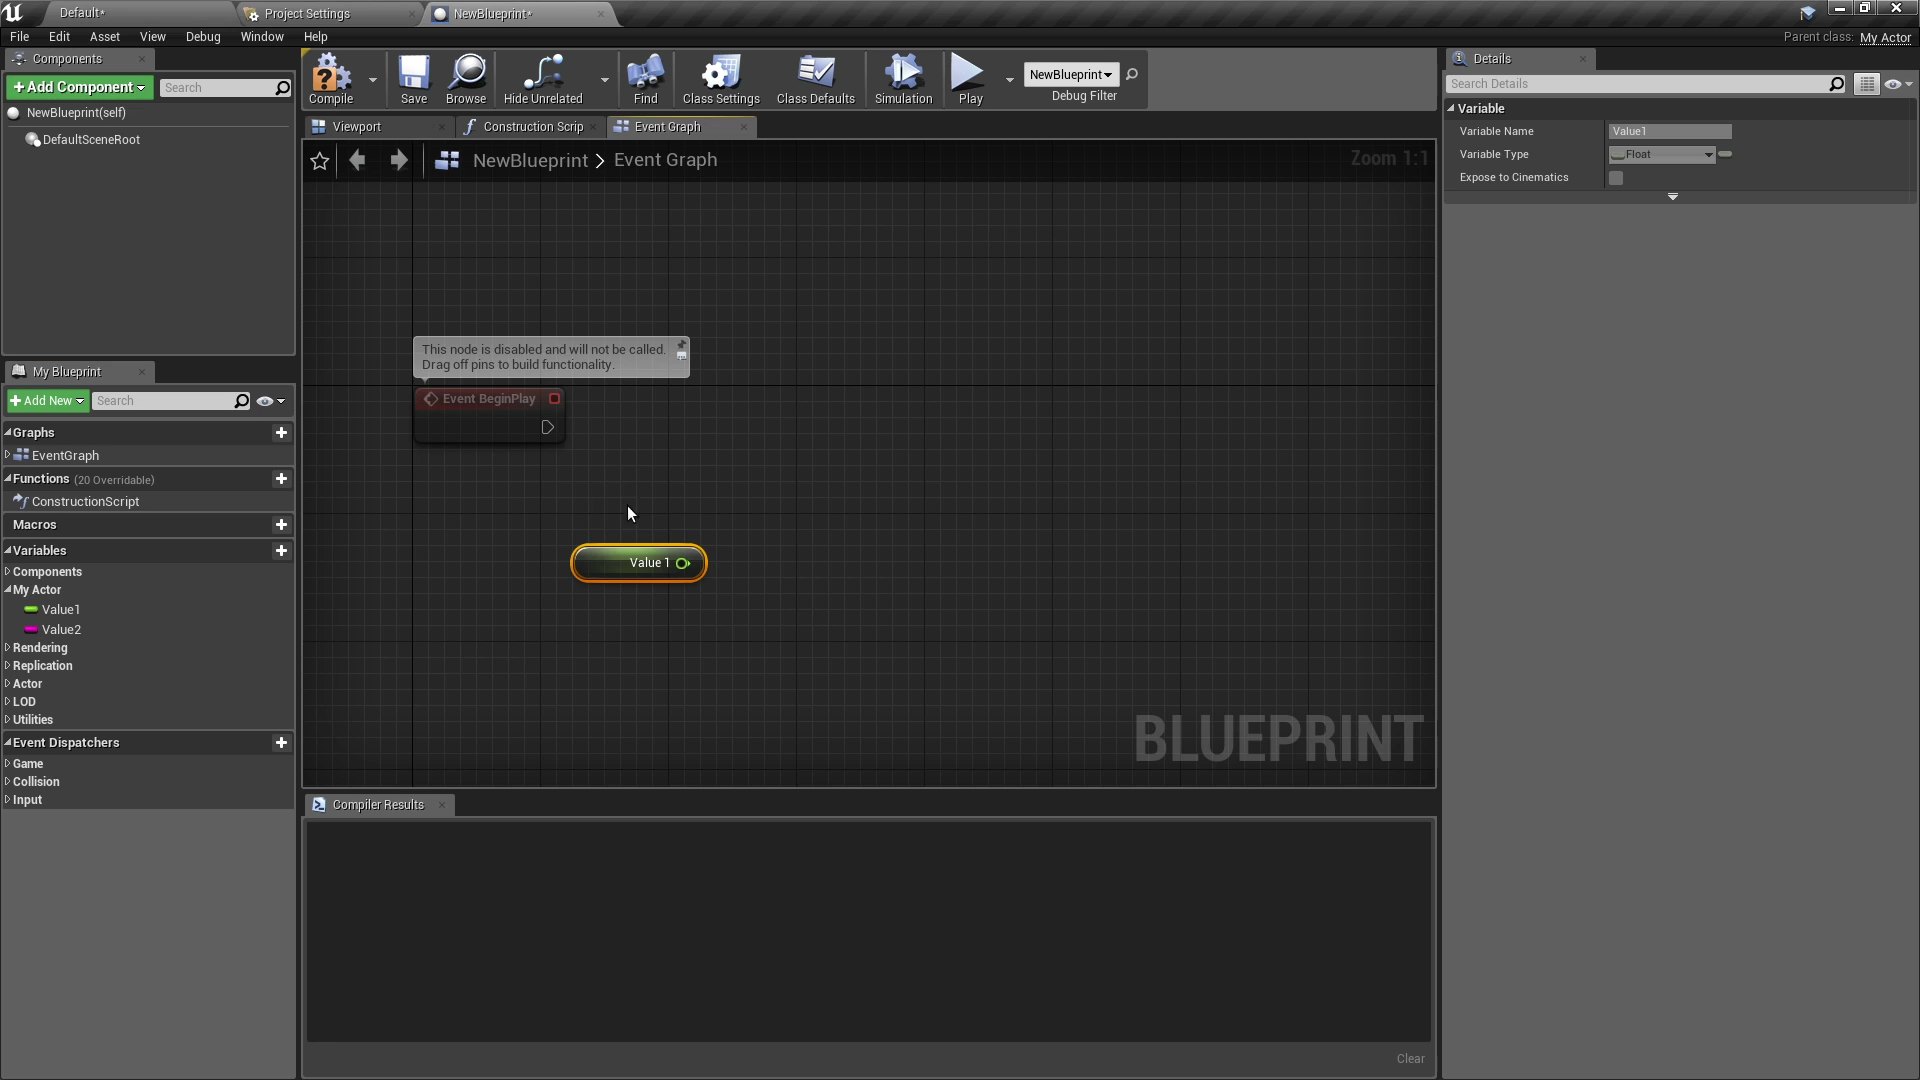 Default*
Project Settings
NewBlueprint*
File Edit Asset View Debug Window Help
Parent class: My Actor
Components
+Add Component
Search
NewBlueprint(self)
DefaultSceneRoot
Compile
Save
Browse
Hide Unrelated
Find
Class Settings
Class Defaults
Simulation
Play
NewBlueprint
Debug Filter
Viewport
Construction Scrip
Event Graph
NewBlueprint > Event Graph
Zoom 1:1
This node is disabled and will not be called.
Drag off pins to build functionality.
Event BeginPlay
Value 1
BLUEPRINT
My Blueprint
+Add New
Search
Graphs
EventGraph
Functions (20 Overridable)
ConstructionScript
Macros
Variables
Components
My Actor
Value1
Value2
Rendering
Replication
Actor
LOD
Utilities
Event Dispatchers
Game
Collision
Input
Compiler Results
Clear
Details
Search Details
Variable
Variable Name Value1
Variable Type Float
Expose to Cinematics